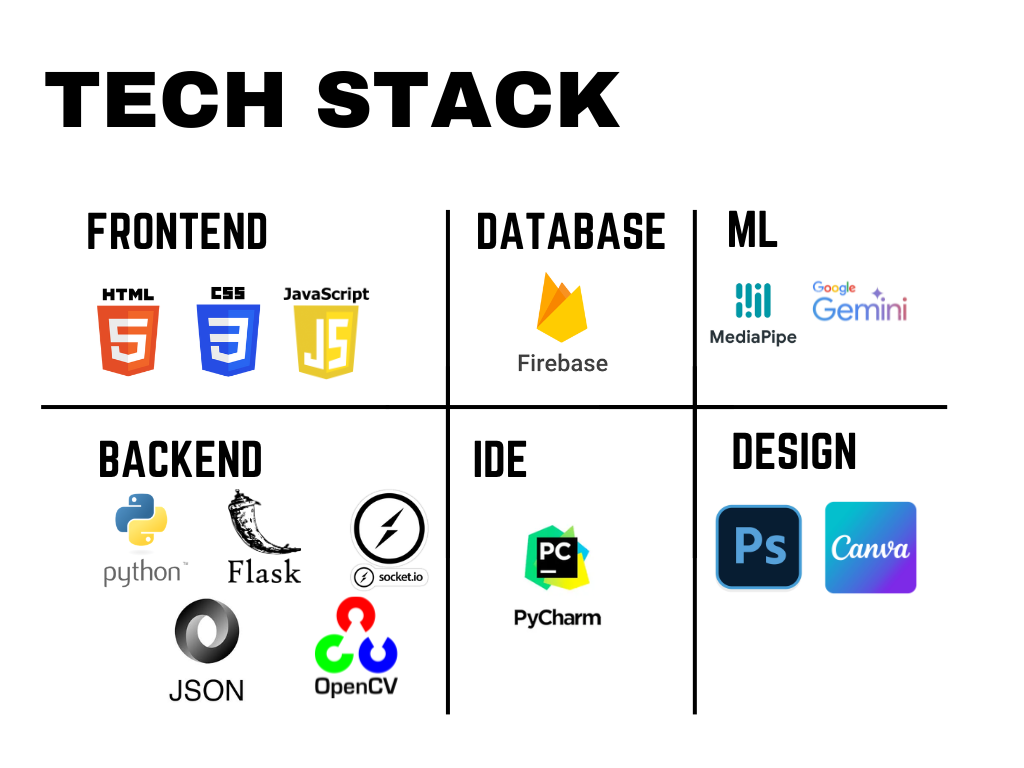 TECH STACK
FRONTEND
HTML
CSS
JavaScript
5
3
JS
DATABASE
Firebase
ML
MediaPipe
Google
Gemini
BACKEND
python™
Flask
socket.io
JSON
OpenCV
IDE
PC
PyCharm
DESIGN
Ps
Canva